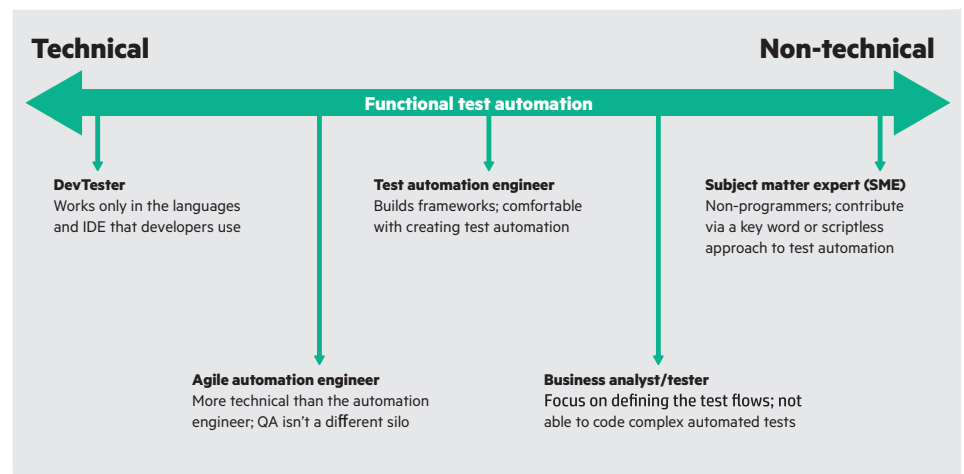 Technical
Non-technical
Functional test automation
DevTester
Works only in the languages
and IDE that developers use
Test automation engineer
Builds frameworks; comfortable
with creating test automation
Subject matter expert (SME)
Non-programmers; contribute
via a key word or scriptless
approach to test automation
Agile automation engineer
More technical than the automation
engineer; QA isn’t a different silo
Business analyst/tester
Focus on defining the test flows; not
able to code complex automated tests